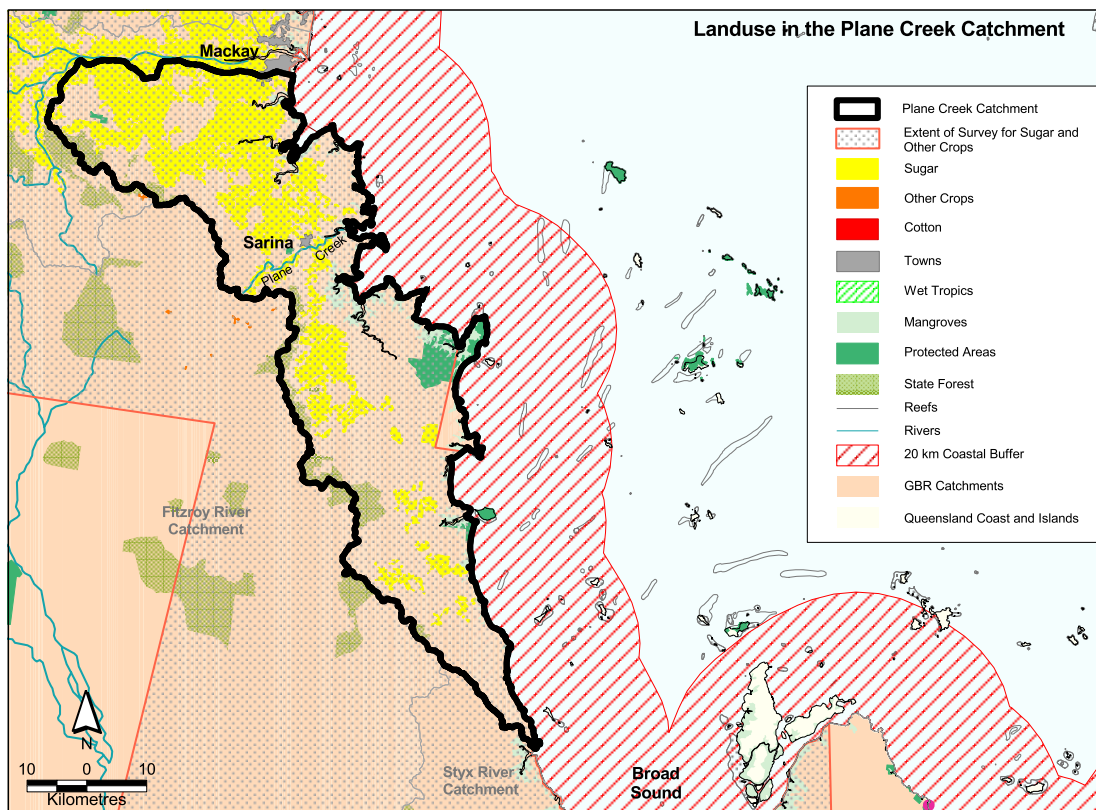 Landuse in the Plane Creek Catchment
Mackay
Plane Creek Catchment
Extent of Survey for Sugar and
Other Crops
Sugar
Other Crops
Cotton
Towns
Wet Tropics
Mangroves
Protected Areas
State Forest
Reefs
Rivers
20 km Coastal Buffer
GBR Catchments
Queensland Coast and Islands
Sarina
Plane Creek
Fitzroy River
Catchment
N
10 0 10
Kilometres
Styx River
Catchment
Broad
Sound